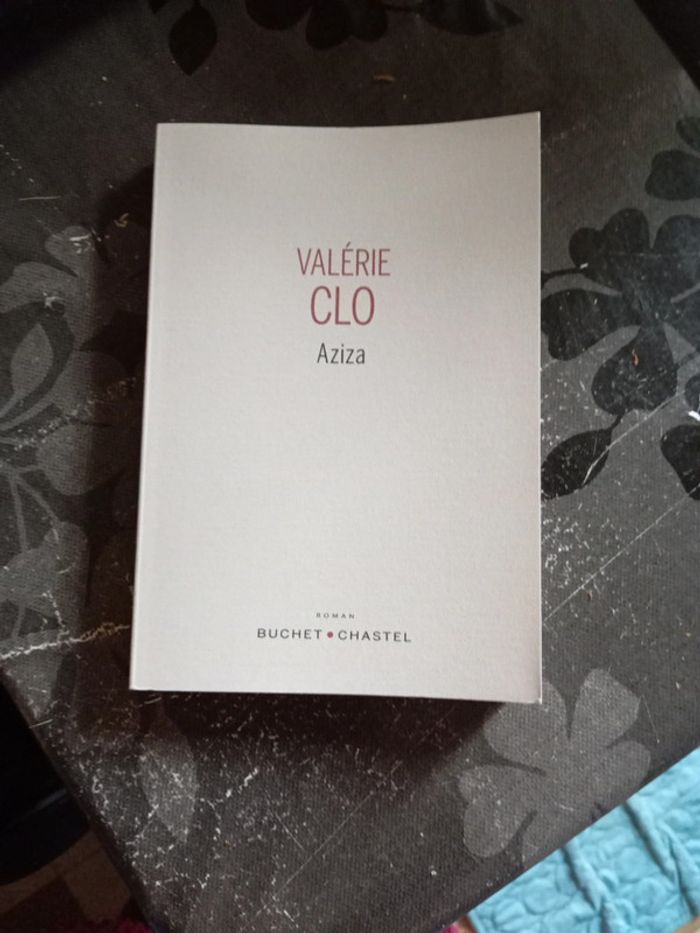 VALÉRIE
CLO
Aziza
ROMAN
BUCHET • CHASTEL